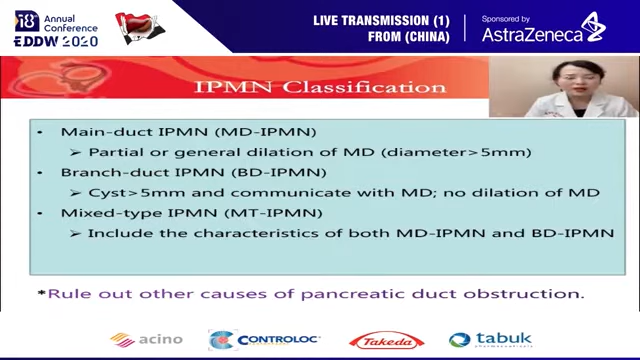 18th
Annual
Conference
EDDW 2020
LIVE TRANSMISSION (1)
FROM (CHINA)
Sponsored by
AstraZeneca
IPMN Classification
• Main-duct IPMN (MD-IPMN)
➢ Partial or general dilation of MD (diameter>5mm)
• Branch-duct IPMN (BD-IPMN)
➢ Cyst>5mm and communicate with MD; no dilation of MD
• Mixed-type IPMN (MT-IPMN)
➢ Include the characteristics of both MD-IPMN and BD-IPMN
*Rule out other causes of pancreatic duct obstruction.
acino
CONTROLOC
Takeda
tabuk
pharmaceuticals